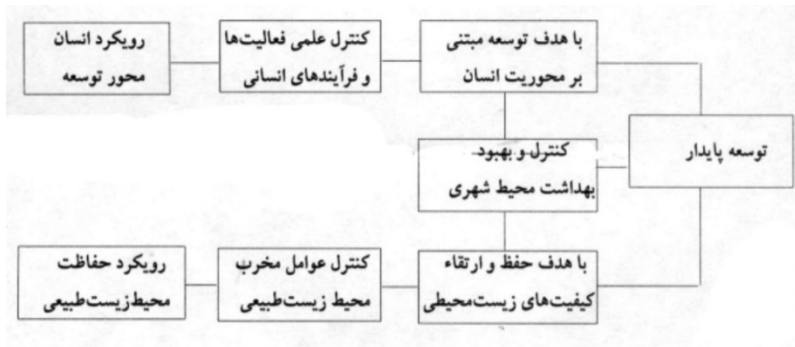 با هدف توسعه مبتنی
بر محوریت انسان
کنترل علمی فعالیت‌ها
و فرآیندهای انسانی
رویکرد انسان
محور توسعه
توسعه پایدار
کنترل و بهبود
بهداشت محیط شهری
با هدف حفظ و ارتقاء
کیفیت‌های زیست‌محیطی
کنترل عوامل مخرب
محیط زیست‌طبیعی
رویکرد حفاظت
محیط‌زیست‌طبیعی